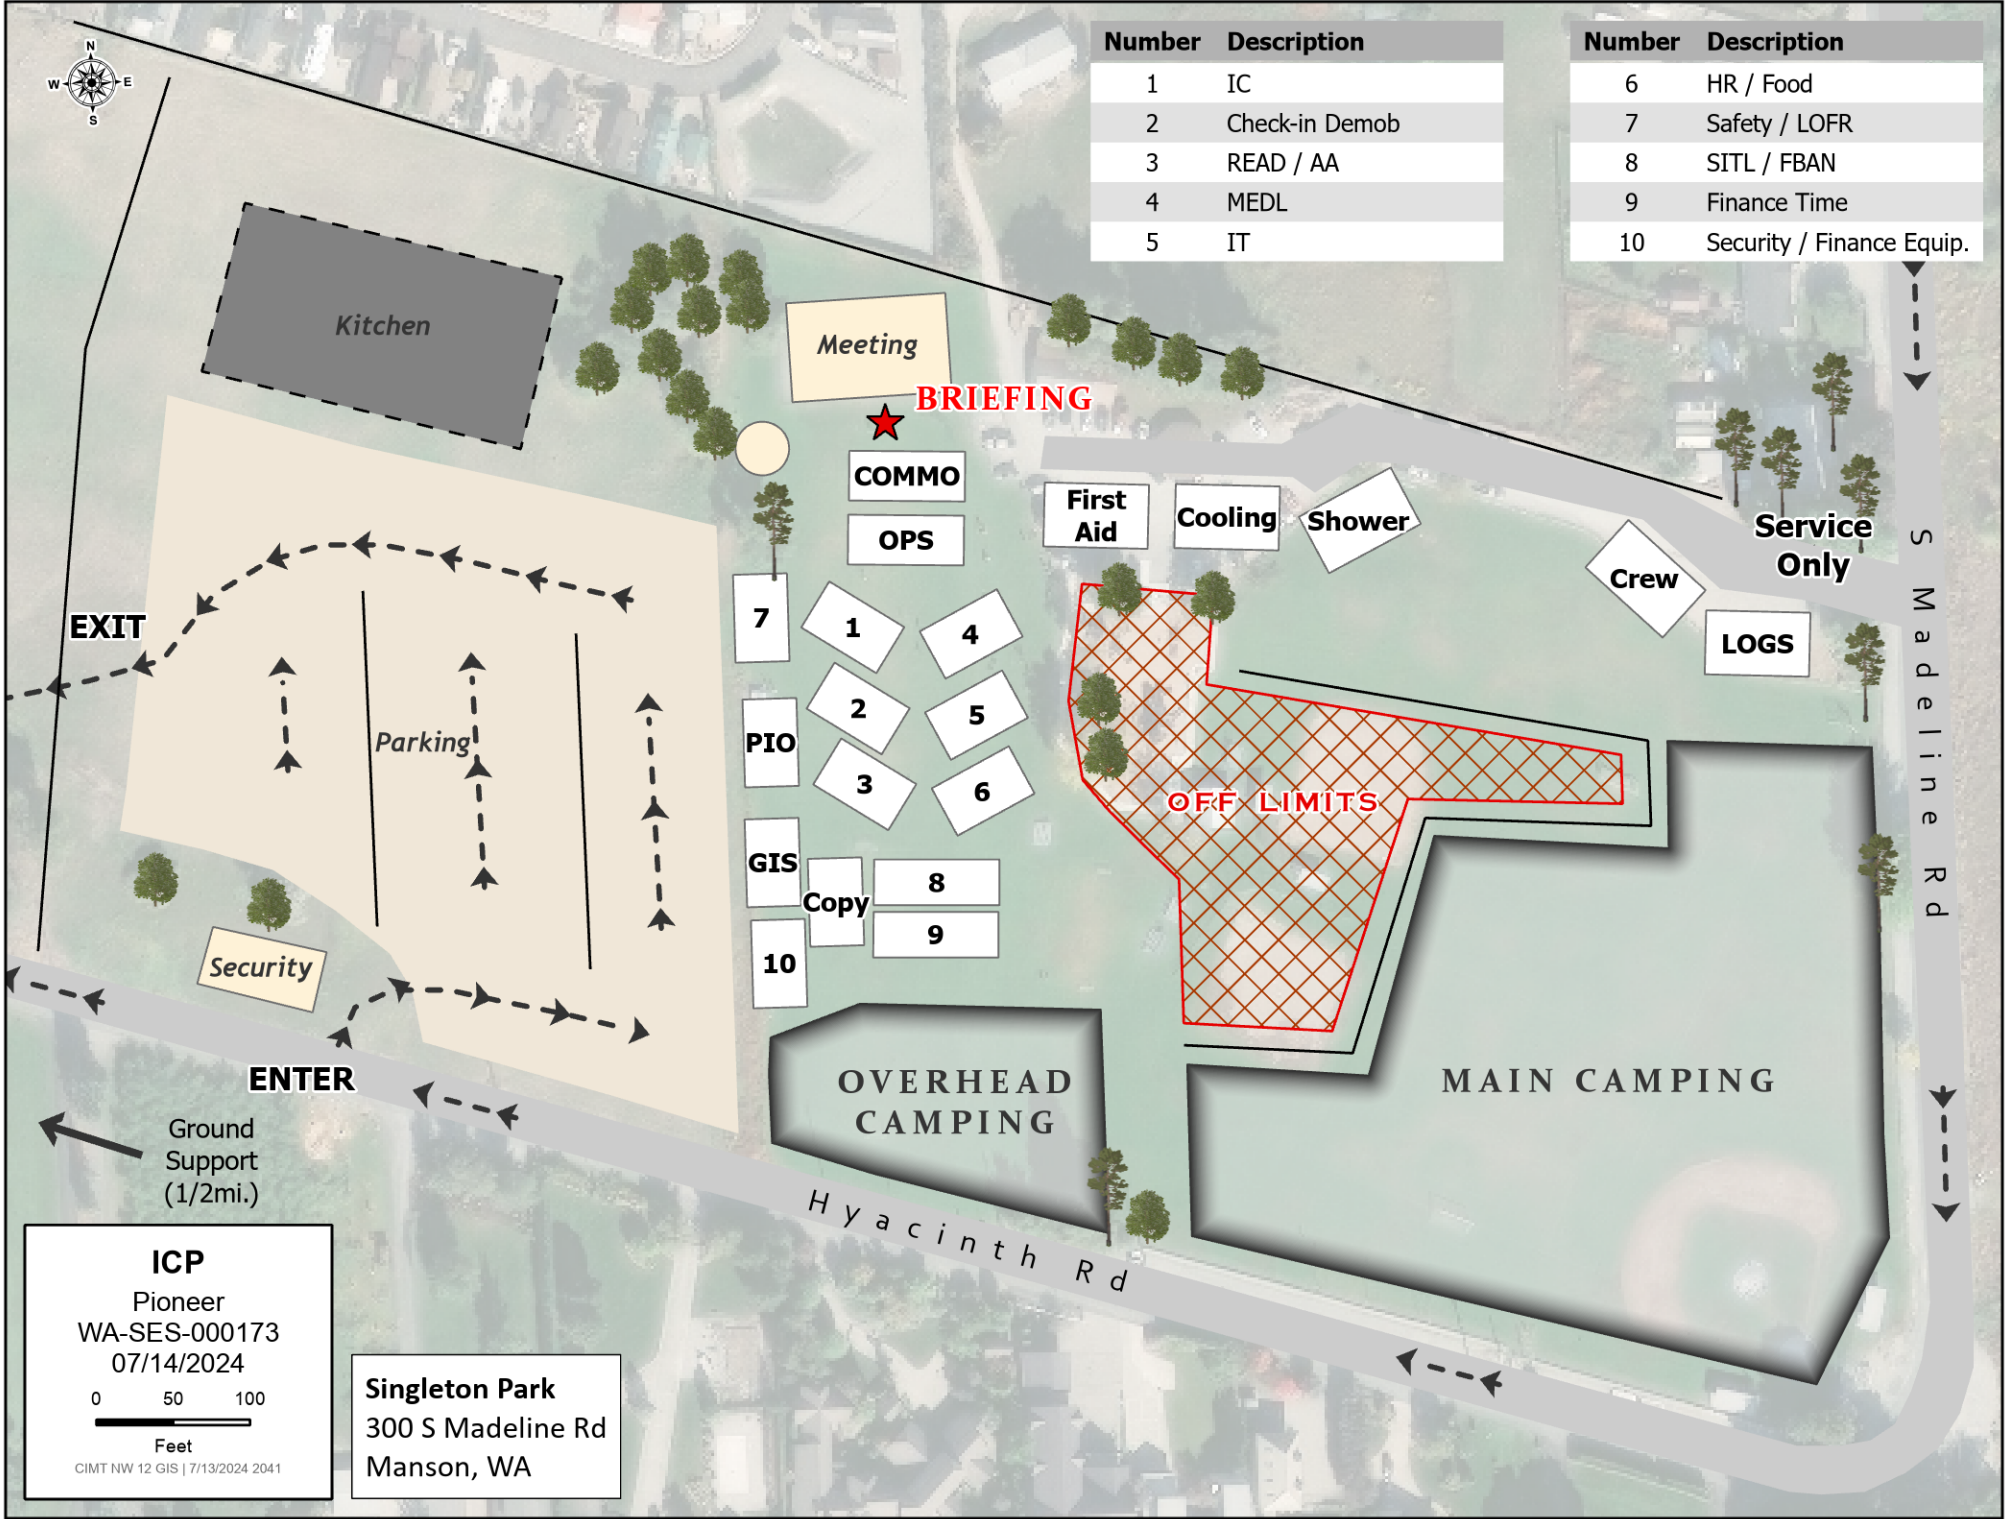 N
W E
S
Number Description
1 IC
2 Check-in Demob
3 READ / AA
4 MEDL
5 IT
Number Description
6 HR / Food
7 Safety / LOFR
8 SITL / FBAN
9 Finance Time
10 Security / Finance Equip.
Kitchen
Meeting
BRIEFING
COMMO
OPS
First
Aid
Cooling
Shower
Crew
Service
Only
LOGS
S Madeline Rd
EXIT
Parking
7
1
4
PIO
2
5
3
6
GIS
Copy
8
9
10
OFF LIMITS
Security
ENTER
OVERHEAD
CAMPING
MAIN CAMPING
Hyacinth Rd
Ground
Support
(1/2mi.)
ICP
Pioneer
WA-SES-000173
07/14/2024
0 50 100
Feet
CIMT NW 12 GIS | 7/13/2024 2041
Singleton Park
300 S Madeline Rd
Manson, WA